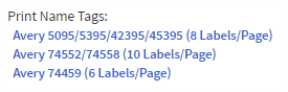 Print Name Tags:
Avery 5095/5395/42395/45395 (8 Labels/Page)
Avery 74552/74558 (10 Labels/Page)
Avery 74459 (6 Labels/Page)